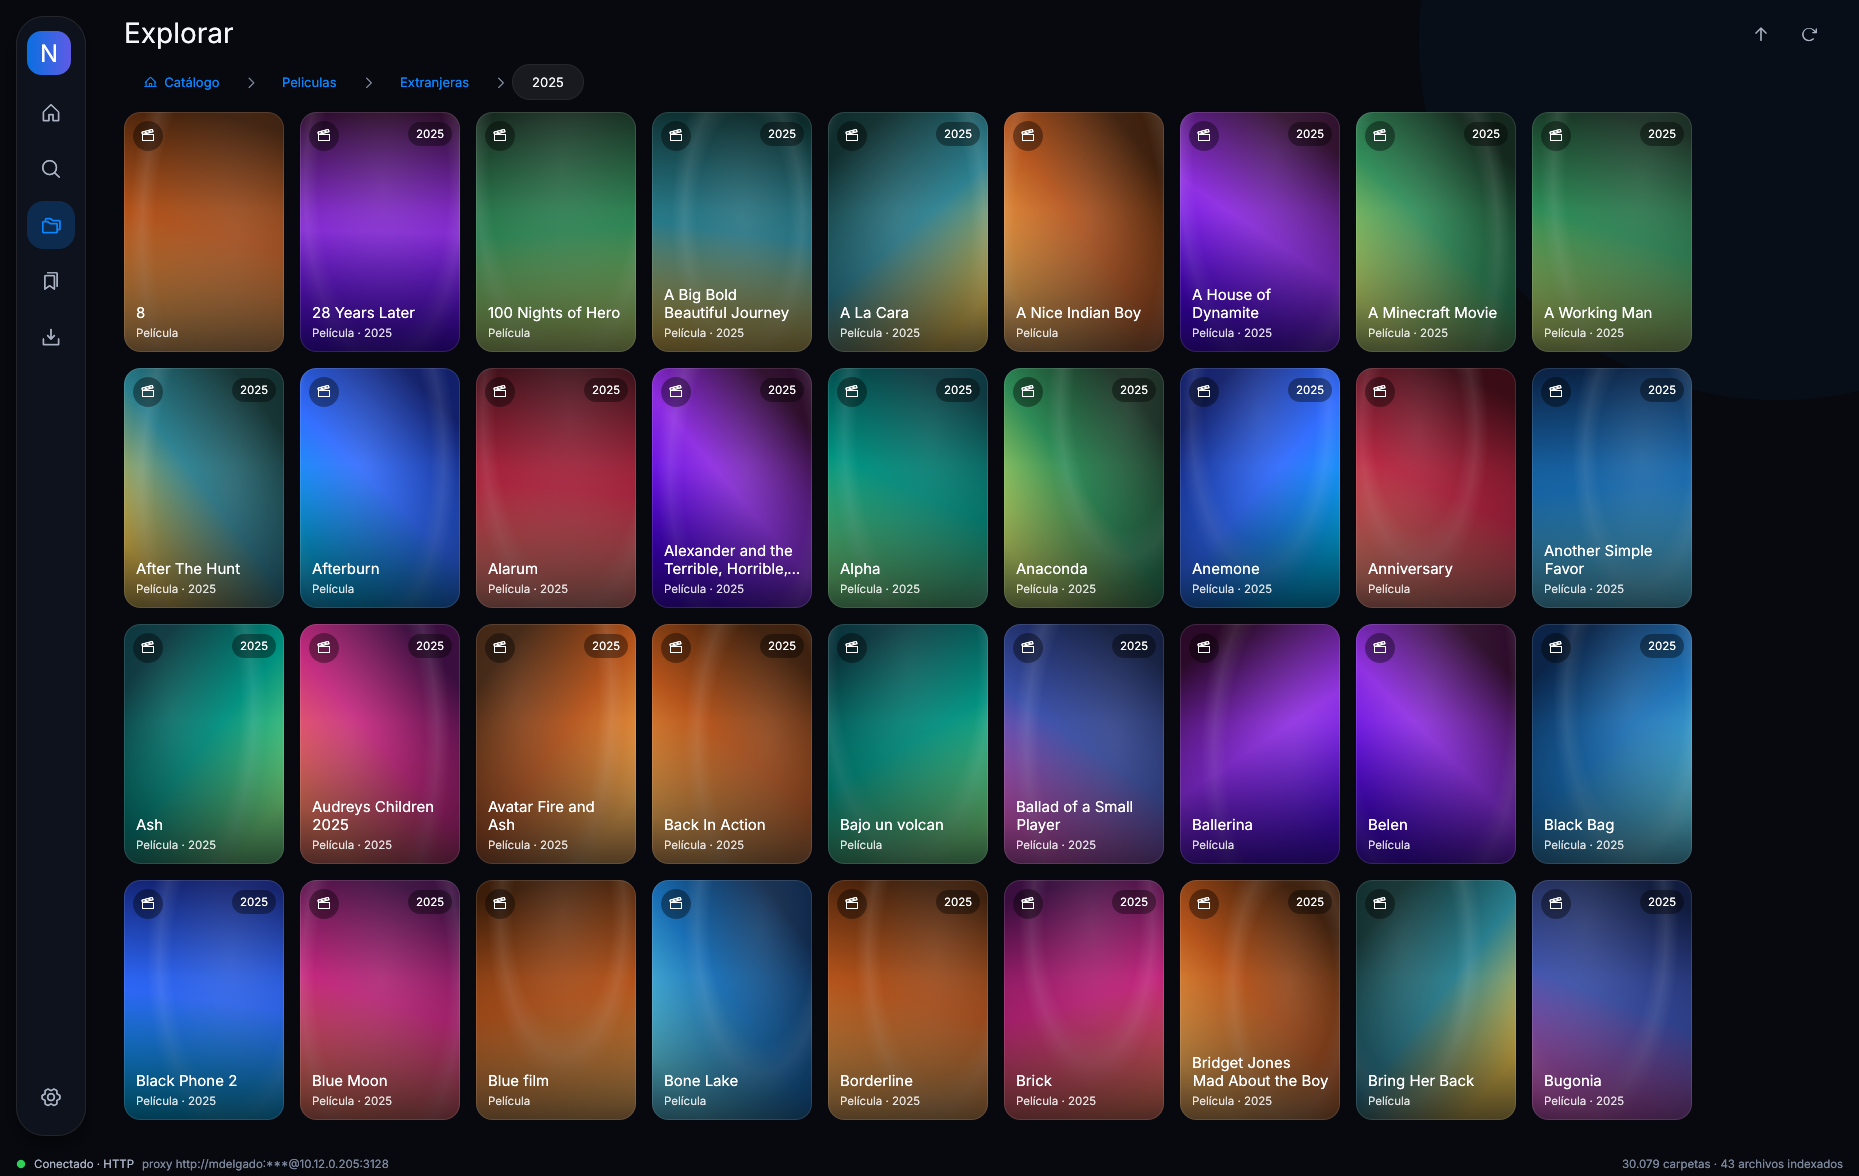 N
Explorar
Catálogo
Peliculas
Extranjeras
2025
8
Película
2025
28 Years Later
Película · 2025
100 Nights of Hero
Película · 2025
2025
A Big Bold
Beautiful Journey
Película · 2025
2025
A La Cara
Película · 2025
A Nice Indian Boy
Película
2025
A House of
Dynamite
Película · 2025
2025
A Minecraft Movie
Película · 2025
2025
A Working Man
Película · 2025
2025
After The Hunt
Película · 2025
Afterburn
Película
2025
Alarum
Película · 2025
2025
Alexander and the
Terrible, Horrible,...
Película · 2025
2025
Alpha
Película · 2025
2025
Anaconda
Película · 2025
2025
Anemone
Película · 2025
Anniversary
Película
2025
Another Simple
Favor
Película · 2025
2025
Ash
Película · 2025
2025
Audreys Children
2025
Película · 2025
2025
Avatar Fire and
Ash
Película · 2025
2025
Back In Action
Película · 2025
Bajo un volcan
Película
2025
Ballad of a Small
Player
Película · 2025
Ballerina
Película
Belen
Película
2025
Black Bag
Película · 2025
2025
Black Phone 2
Película · 2025
2025
Blue Moon
Película · 2025
Blue film
Película
Bone Lake
Película
2025
Borderline
Película · 2025
2025
Brick
Película · 2025
2025
Bridget Jones
Mad About the Boy
Película · 2025
Bring Her Back
Película
2025
Bugonia
Película · 2025
Conectado · HTTP proxy http://mdelgado:***@10.12.0.205:3128
30.079 carpetas · 43 archivos indexados